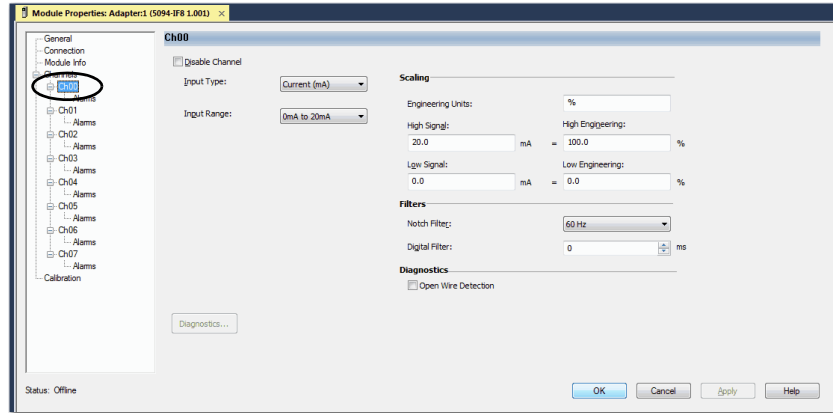 Module Properties: Adapter:1 (5094-IF8 1.001) ×
General
Connection
Module Info
Channels
Ch00
Alarms
Ch01
Alarms
Ch02
Alarms
Ch03
Alarms
Ch04
Alarms
Ch05
Alarms
Ch06
Alarms
Ch07
Alarms
Calibration
Ch00
Disable Channel
Input Type: Current (mA)
Input Range: 0mA to 20mA
Diagnostics...
Scaling
Engineering Units: %
High Signal: High Engineering:
20.0 mA = 100.0 %
Low Signal: Low Engineering:
0.0 mA = 0.0 %
Filters
Notch Filter: 60 Hz
Digital Filter: 0 ms
Diagnostics
Open Wire Detection
Status: Offline
OK Cancel Apply Help